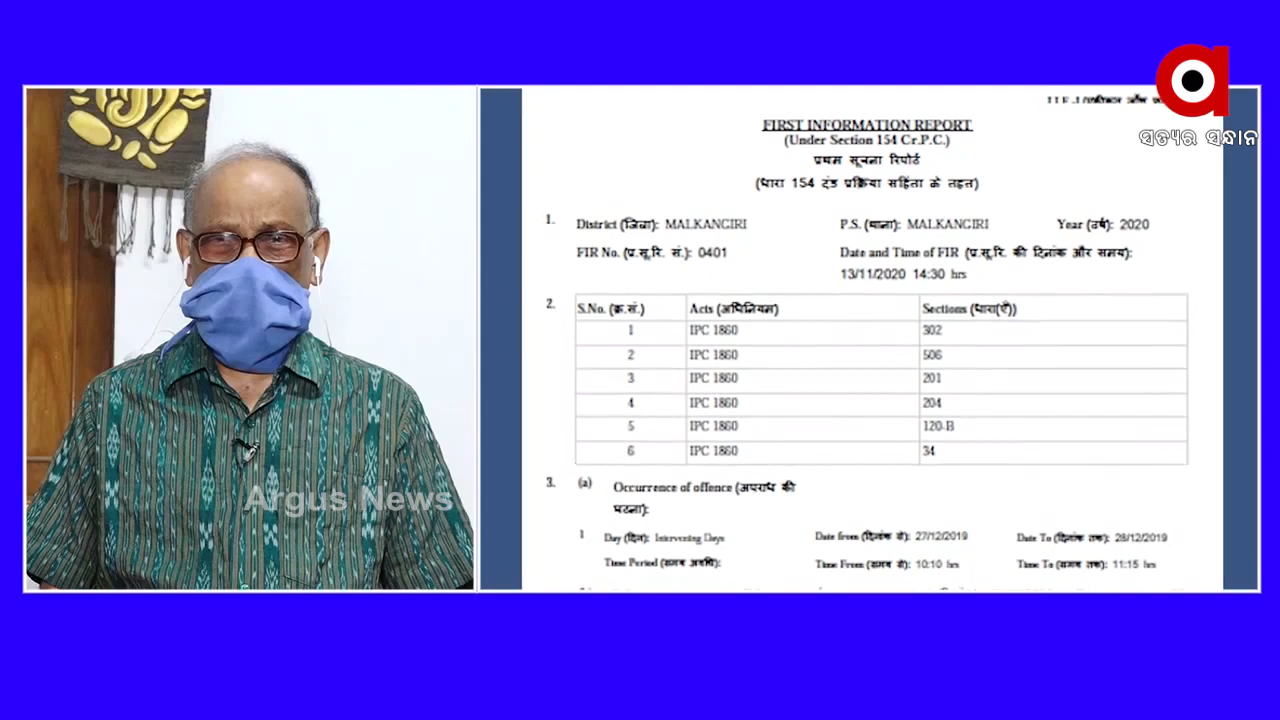 ସତ୍ୟର ସନ୍ଧାନ
Argus News
FIRST INFORMATION REPORT
(Under Section 154 Cr.P.C.)
प्रथम सूचना रिपोर्ट
(धारा 154 दंड प्रक्रिया संहिता के तहत)
1. District (जिला): MALKANGIRI P.S. (थाना): MALKANGIRI Year (वर्ष): 2020
FIR No. (प्र.सू.रि. सं.): 0401 Date and Time of FIR (प्र.सू.रि. की दिनांक और समय):
13/11/2020 14:30 hrs
2. S.No. (क्र.सं.) Acts (अधिनियम) Sections (धारा(एँ))
1 IPC 1860 302
2 IPC 1860 506
3 IPC 1860 201
4 IPC 1860 204
5 IPC 1860 120-B
6 IPC 1860 34
3. (a) Occurrence of offence (अपराध की
घटना):
1 Day (दिन): Intervening Days Date from (दिनांक से): 27/12/2019 Date To (दिनांक तक): 28/12/2019
Time Period (समय अवधि): Time From (समय से): 10:10 hrs Time To (समय तक): 11:15 hrs